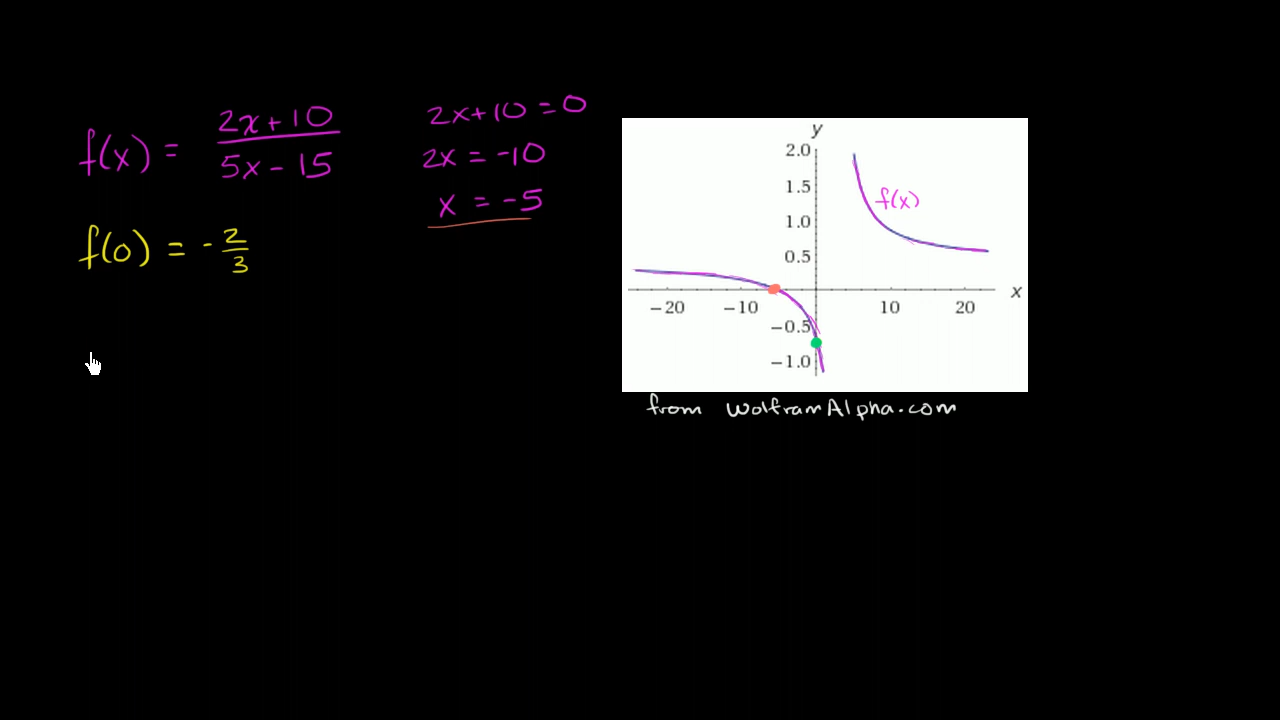 f(x) = (2x+10)/(5x-15)
f(0) = -2/3
2x+10=0
2x = -10
x = -5
y
2.0
1.5
f(x)
1.0
0.5
x
−20 −10 10 20
−0.5
−1.0
from WolframAlpha.com